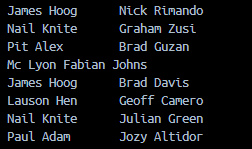 James Hoog Nick Rimando
Nail Knite Graham Zusi
Pit Alex Brad Guzan
Mc Lyon Fabian Johns
James Hoog Brad Davis
Lauson Hen Geoff Camero
Nail Knite Julian Green
Paul Adam Jozy Altidor